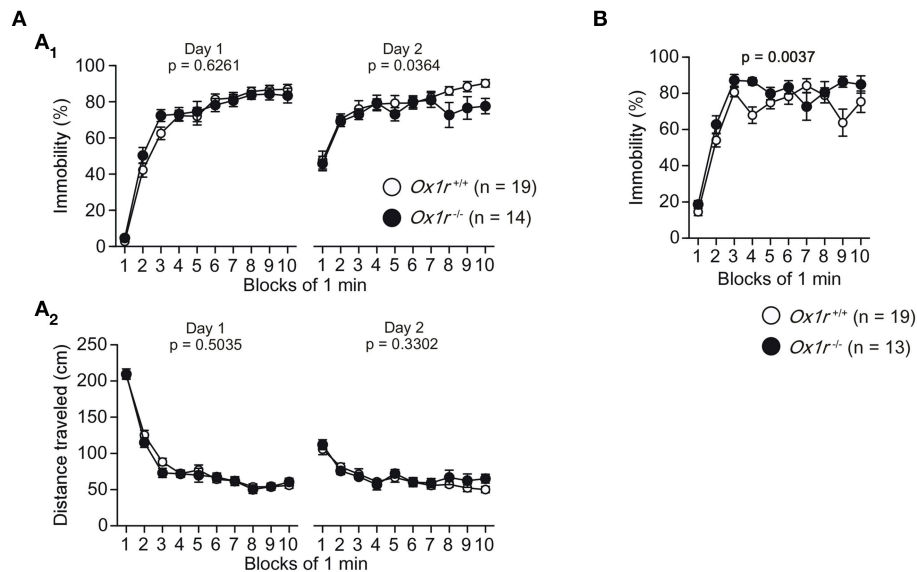 A
A1
Day 1
p = 0.6261
Day 2
p = 0.0364
Immobility (%)
100
80
60
40
20
0
Ox1r+/+ (n = 19)
Ox1r-/- (n = 14)
1 2 3 4 5 6 7 8 9 10
1 2 3 4 5 6 7 8 9 10
Blocks of 1 min
A2
Day 1
p = 0.5035
Day 2
p = 0.3302
Distance traveled (cm)
250
200
150
100
50
0
1 2 3 4 5 6 7 8 9 10
1 2 3 4 5 6 7 8 9 10
Blocks of 1 min
B
p = 0.0037
Immobility (%)
100
80
60
40
20
0
1 2 3 4 5 6 7 8 9 10
Blocks of 1 min
Ox1r+/+ (n = 19)
Ox1r-/- (n = 13)